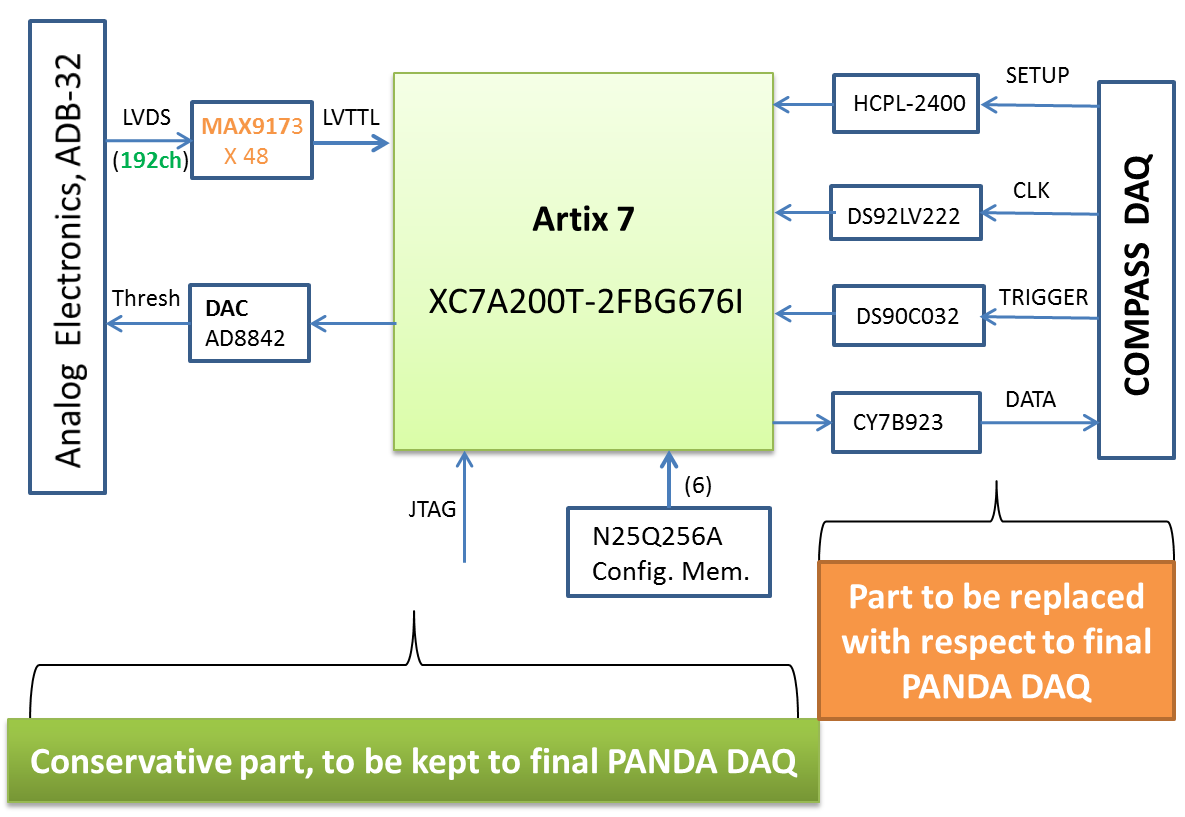 Analog Electronics, ADB-32
LVDS
(192ch)
MAX9173
X 48
LVTTL
Thresh
DAC
AD8842
Artix 7
XC7A200T-2FBG676I
HCPL-2400
SETUP
DS92LV222
CLK
DS90C032
TRIGGER
CY7B923
DATA
COMPASS DAQ
JTAG
(6)
N25Q256A
Config. Mem.
Part to be replaced
with respect to final
PANDA DAQ
Conservative part, to be kept to final PANDA DAQ